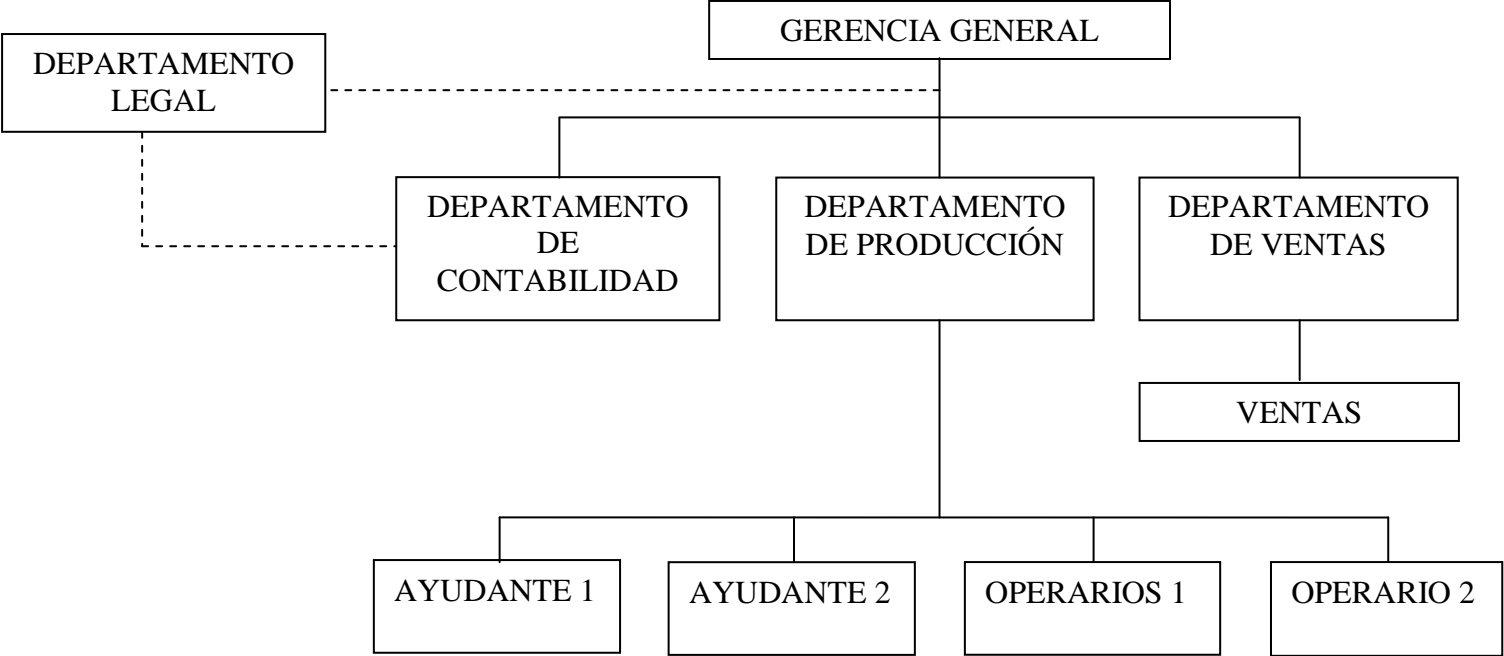 GERENCIA GENERAL
DEPARTAMENTO
LEGAL
DEPARTAMENTO
DE
CONTABILIDAD
DEPARTAMENTO
DE PRODUCCIÓN
DEPARTAMENTO
DE VENTAS
VENTAS
AYUDANTE 1
AYUDANTE 2
OPERARIOS 1
OPERARIO 2